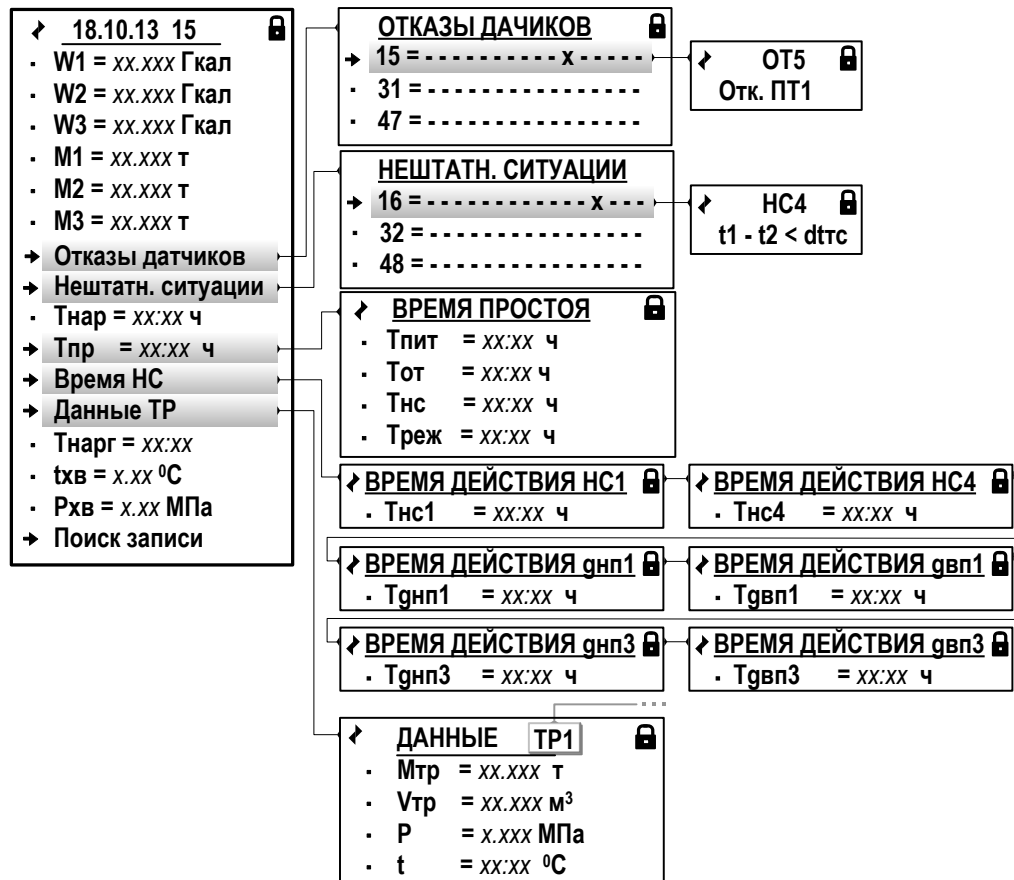 18.10.13 15
W1 = xx.xxx Гкал
W2 = xx.xxx Гкал
W3 = xx.xxx Гкал
M1 = xx.xxx т
M2 = xx.xxx т
M3 = xx.xxx т
Отказы датчиков
Нештатн. ситуации
Тнар = xx:xx ч
Тпр = xx:xx ч
Время НС
Данные ТР
Тнарг = xx:xx
tхв = x.xx ⁰С
Рхв = x.xx МПа
Поиск записи
ОТКАЗЫ ДАЧИКОВ
15 = - - - - - - - - - - x - - - - -
31 = - - - - - - - - - - - - - - - -
47 = - - - - - - - - - - - - - - - -
ОТ5
Отк. ПТ1
НЕШТАТН. СИТУАЦИИ
16 = - - - - - - - - - - - - x - - -
32 = - - - - - - - - - - - - - - - -
48 = - - - - - - - - - - - - - - - -
НС4
t1 - t2 < dtтс
ВРЕМЯ ПРОСТОЯ
Тпит = xx:xx ч
Тот = xx:xx ч
Тнс = xx:xx ч
Треж = xx:xx ч
ВРЕМЯ ДЕЙСТВИЯ НС1
Тнс1 = xx:xx ч
ВРЕМЯ ДЕЙСТВИЯ НС4
Тнс4 = xx:xx ч
ВРЕМЯ ДЕЙСТВИЯ gнп1
Тgнп1 = xx:xx ч
ВРЕМЯ ДЕЙСТВИЯ gвп1
Тgвп1 = xx:xx ч
ВРЕМЯ ДЕЙСТВИЯ gнп3
Тgнп3 = xx:xx ч
ВРЕМЯ ДЕЙСТВИЯ gвп3
Тgвп3 = xx:xx ч
ДАННЫЕ ТР1
Мтр = xx.xxx т
Vтр = xx.xxx м³
P = x.xxx МПа
t = xx:xx ⁰С